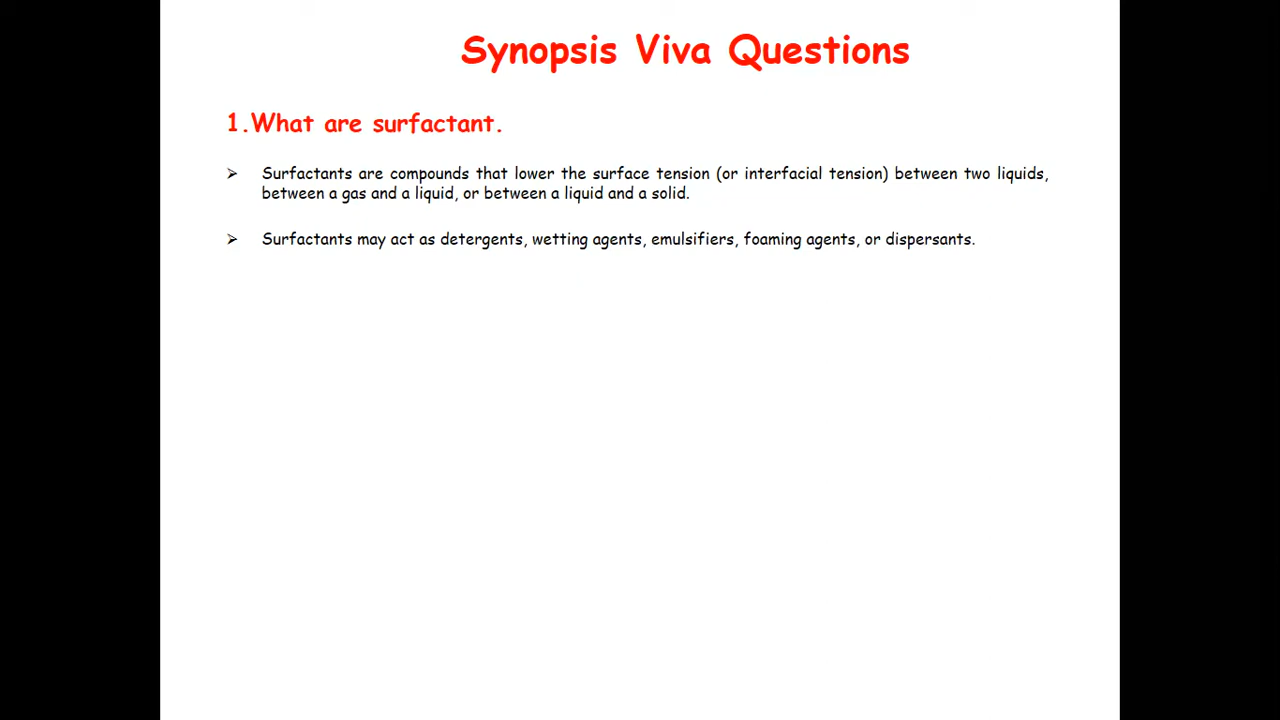 Synopsis Viva Questions
1.What are surfactant.
➢ Surfactants are compounds that lower the surface tension (or interfacial tension) between two liquids,
between a gas and a liquid, or between a liquid and a solid.
➢ Surfactants may act as detergents, wetting agents, emulsifiers, foaming agents, or dispersants.